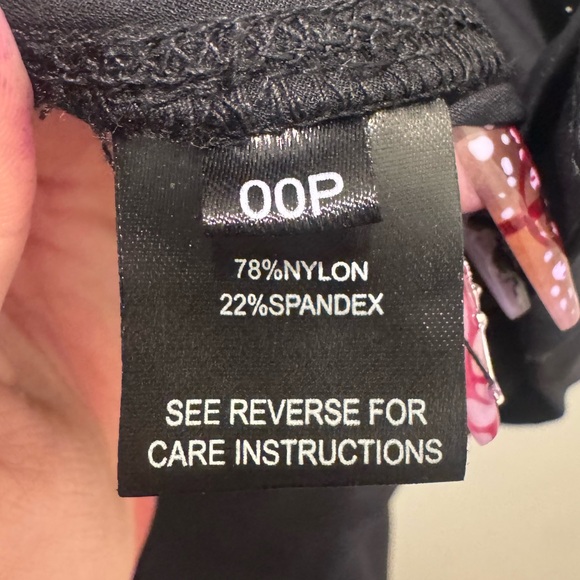 00P
78%NYLON
22%SPANDEX
SEE REVERSE FOR
CARE INSTRUCTIONS